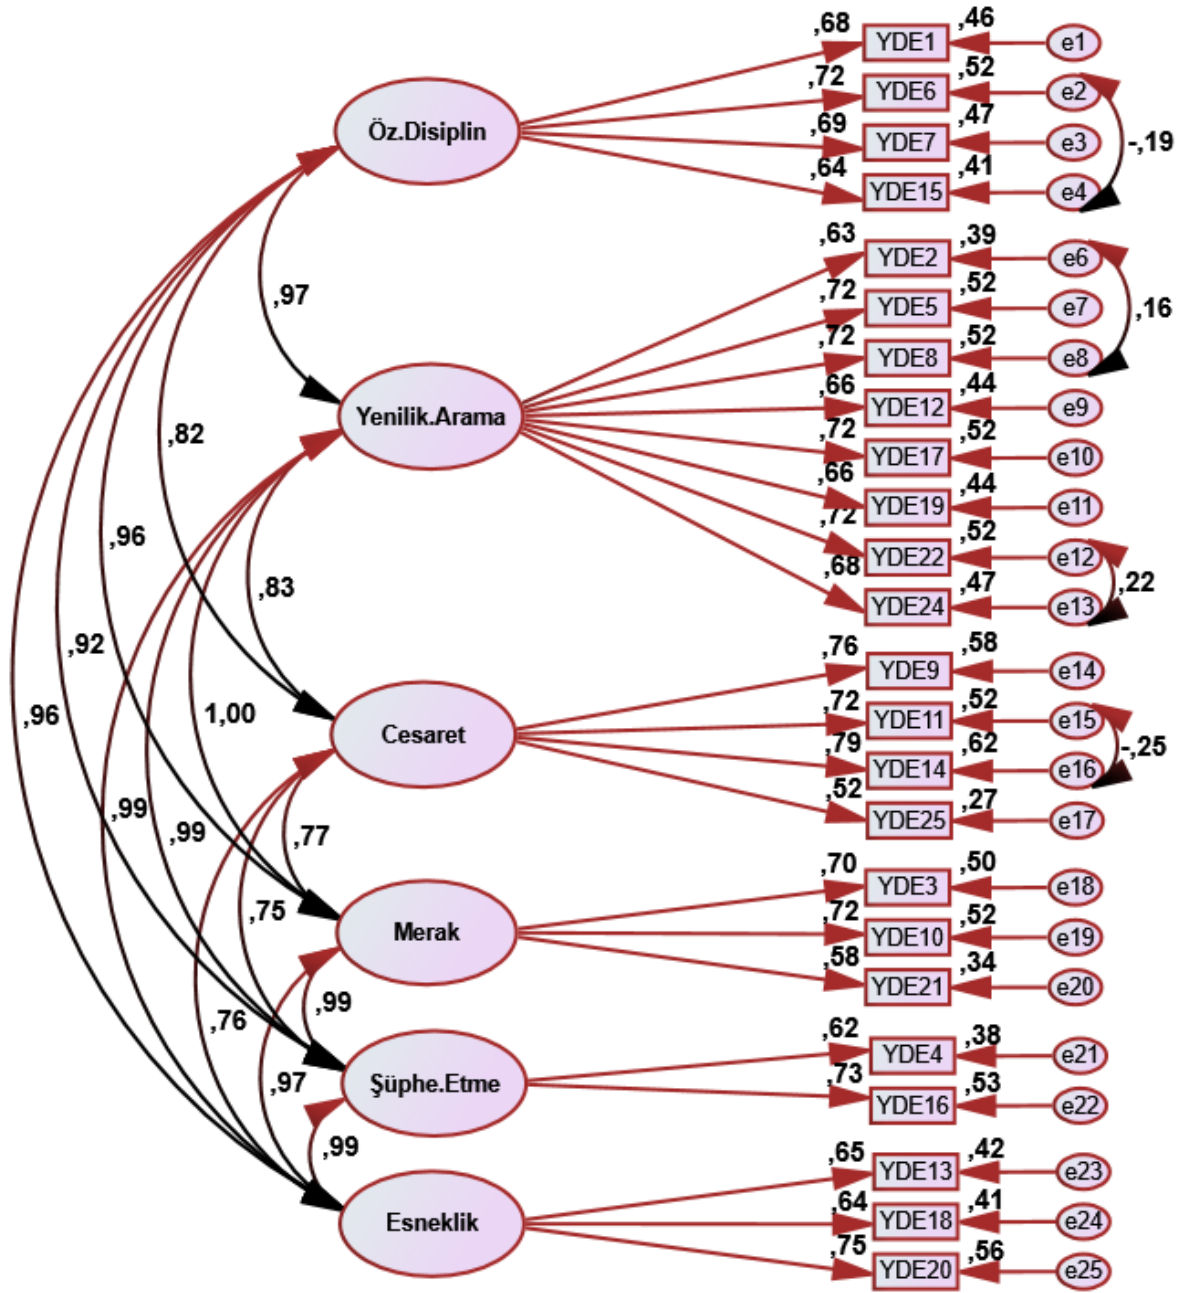 ,68 YDE1 ,46 e1
,72 YDE6 ,52 e2
,69 YDE7 ,47 e3
-,19
,64 YDE15 ,41 e4
Öz.Disiplin
,63 YDE2 ,39 e6
,72 YDE5 ,52 e7
,16
,72 YDE8 ,52 e8
,66 YDE12 ,44 e9
,72 YDE17 ,52 e10
,66 YDE19 ,44 e11
,72 YDE22 ,52 e12
,22
,68 YDE24 ,47 e13
Yenilik.Arama
,97
,82
,96
,83
,92
,96
1,00
,76 YDE9 ,58 e14
,72 YDE11 ,52 e15
-,25
,79 YDE14 ,62 e16
,52 YDE25 ,27 e17
Cesaret
,99
,99
,77
,75
,70 YDE3 ,50 e18
,72 YDE10 ,52 e19
,58 YDE21 ,34 e20
Merak
,76
,99
,97
,62 YDE4 ,38 e21
,73 YDE16 ,53 e22
Şüphe.Etme
,99
,65 YDE13 ,42 e23
,64 YDE18 ,41 e24
,75 YDE20 ,56 e25
Esneklik